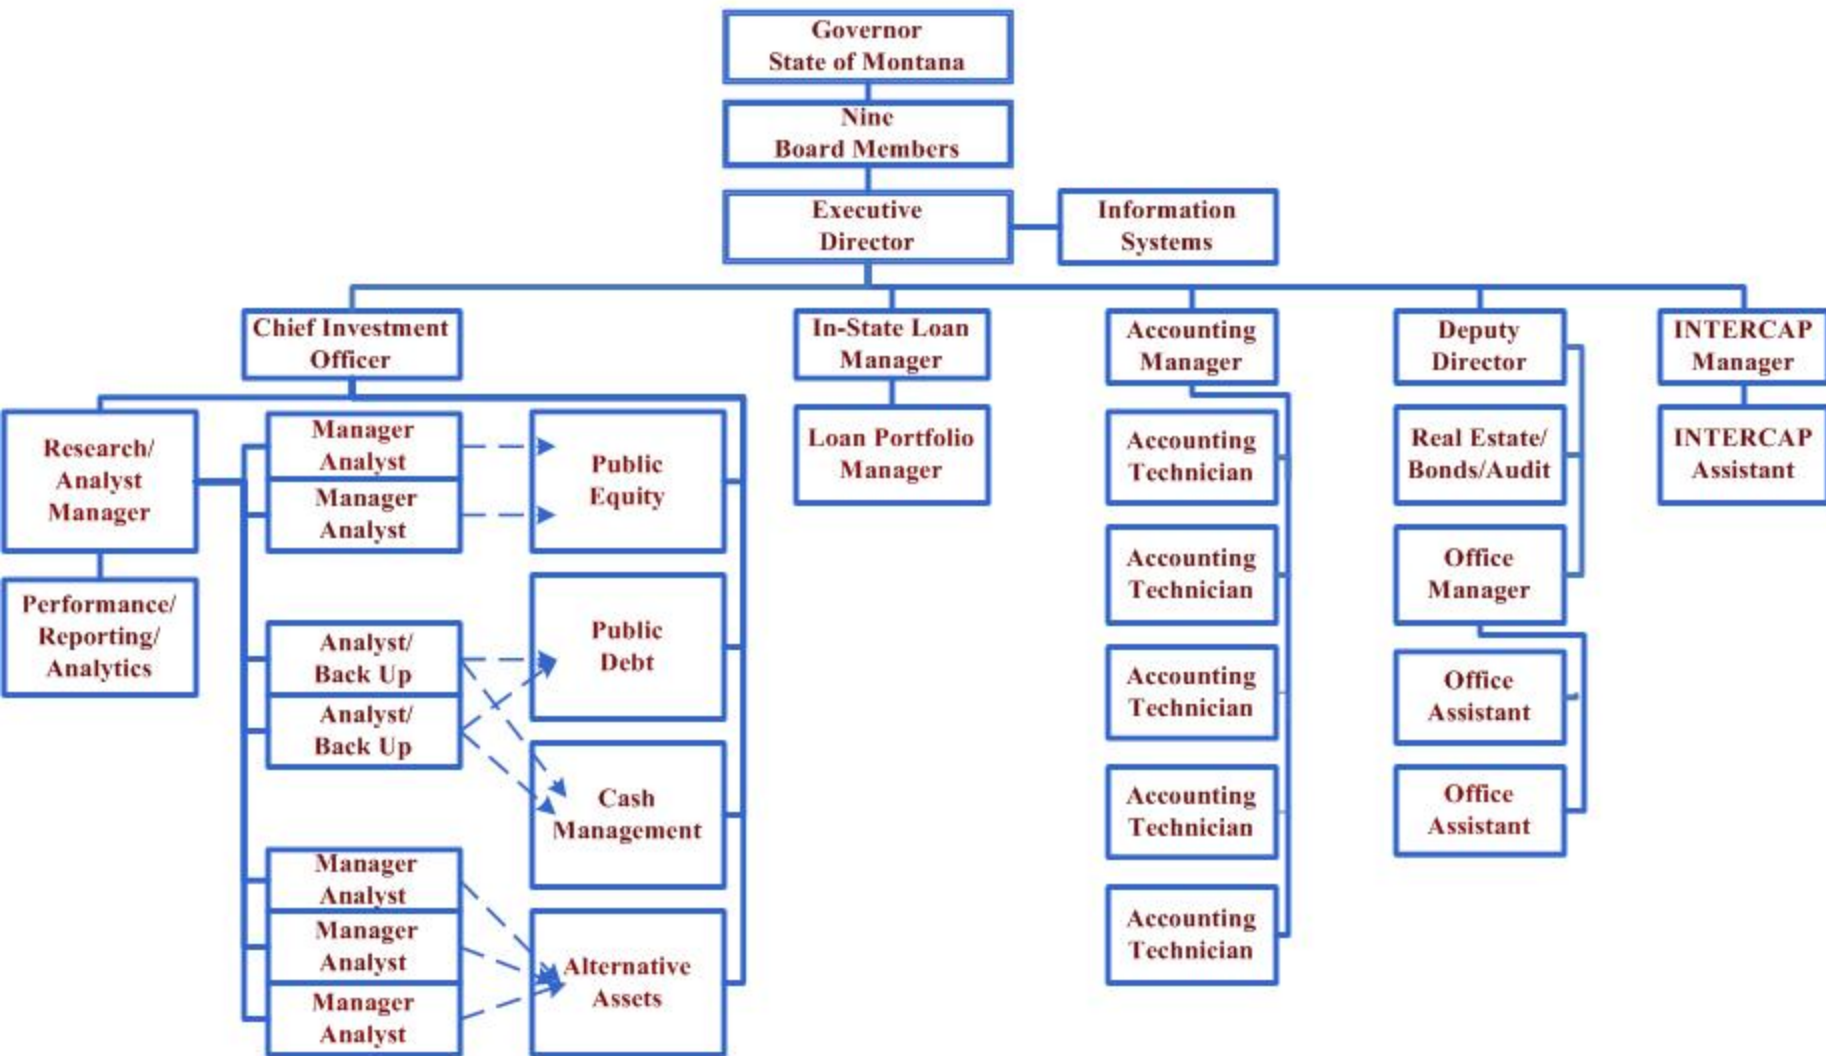 Governor
State of Montana
Nine
Board Members
Executive
Director
Information
Systems
Chief Investment
Officer
In-State Loan
Manager
Accounting
Manager
Deputy
Director
INTERCAP
Manager
Research/
Analyst
Manager
Performance/
Reporting/
Analytics
Manager
Analyst
Manager
Analyst
Analyst/
Back Up
Analyst/
Back Up
Manager
Analyst
Manager
Analyst
Manager
Analyst
Public
Equity
Public
Debt
Cash
Management
Alternative
Assets
Loan Portfolio
Manager
Accounting
Technician
Accounting
Technician
Accounting
Technician
Accounting
Technician
Accounting
Technician
Real Estate/
Bonds/Audit
Office
Manager
Office
Assistant
Office
Assistant
INTERCAP
Assistant